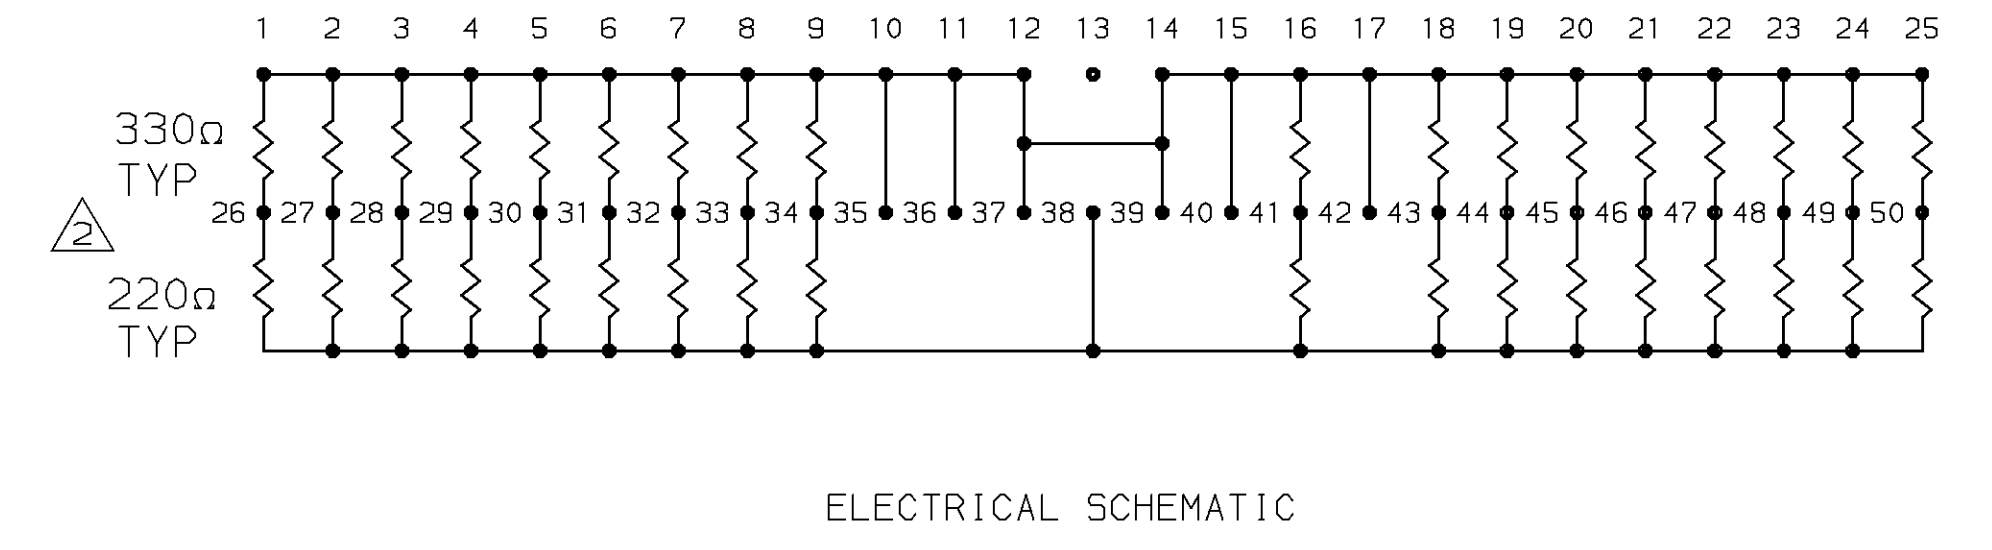 1 2 3 4 5 6 7 8 9 10 11 12 13 14 15 16 17 18 19 20 21 22 23 24 25
330Ω
TYP
26 27 28 29 30 31 32 33 34 35 36 37 38 39 40 41 42 43 44 45 46 47 48 49 50
2
220Ω
TYP
ELECTRICAL SCHEMATIC